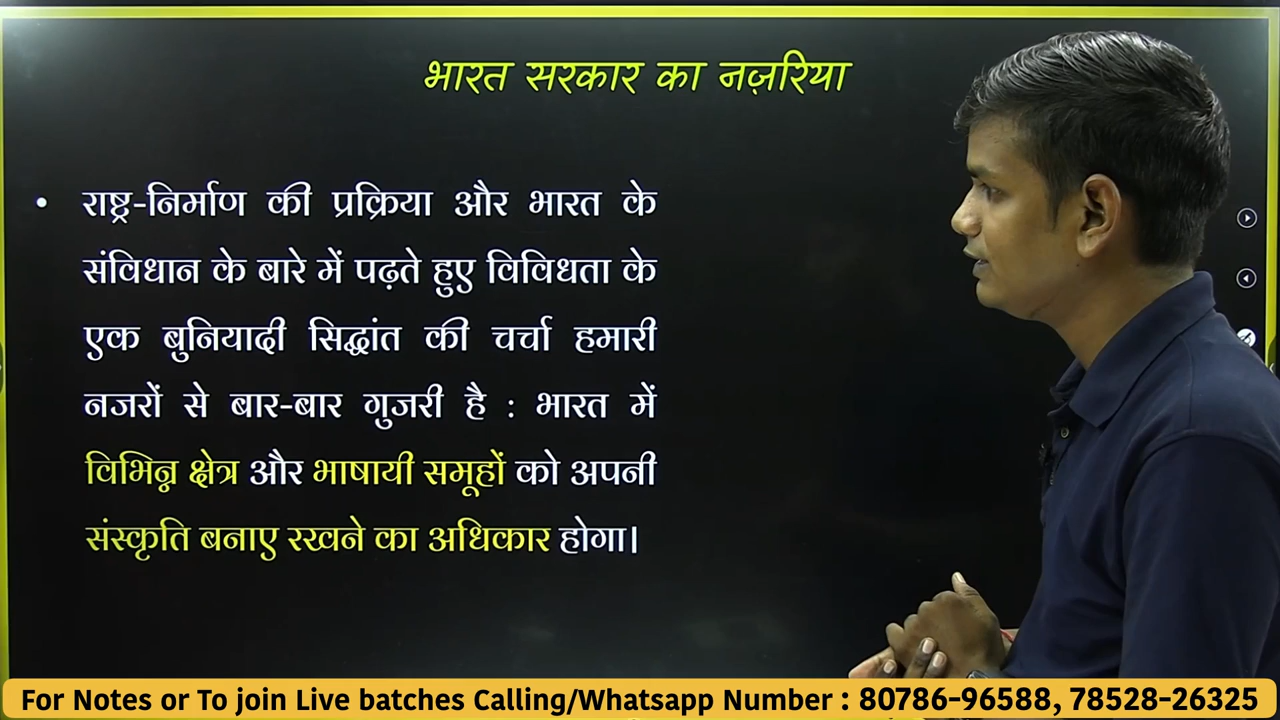 भारत सरकार का नज़रिया
• राष्ट्र-निर्माण की प्रक्रिया और भारत के
संविधान के बारे में पढ़ते हुए विविधता के
एक बुनियादी सिद्धांत की चर्चा हमारी
नजरों से बार-बार गुजरी है : भारत में
विभिन्न क्षेत्र और भाषायी समूहों को अपनी
संस्कृति बनाए रखने का अधिकार होगा।
For Notes or To join Live batches Calling/Whatsapp Number : 80786-96588, 78528-26325